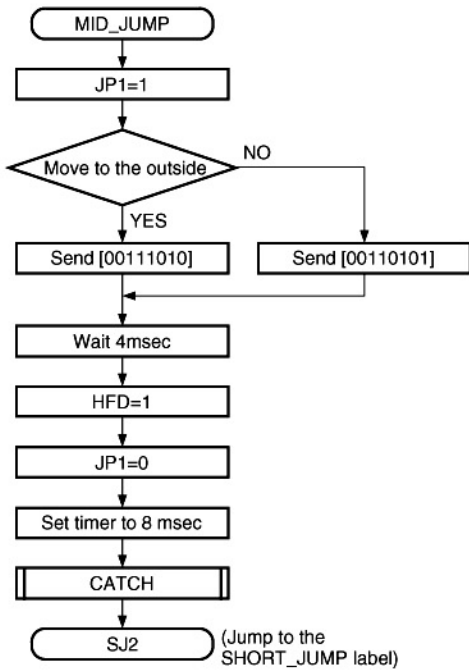 MID_JUMP
JP1=1
Move to the outside
NO
YES
Send [00111010]
Send [00110101]
Wait 4msec
HFD=1
JP1=0
Set timer to 8 msec
CATCH
SJ2
(Jump to the
SHORT_JUMP label)